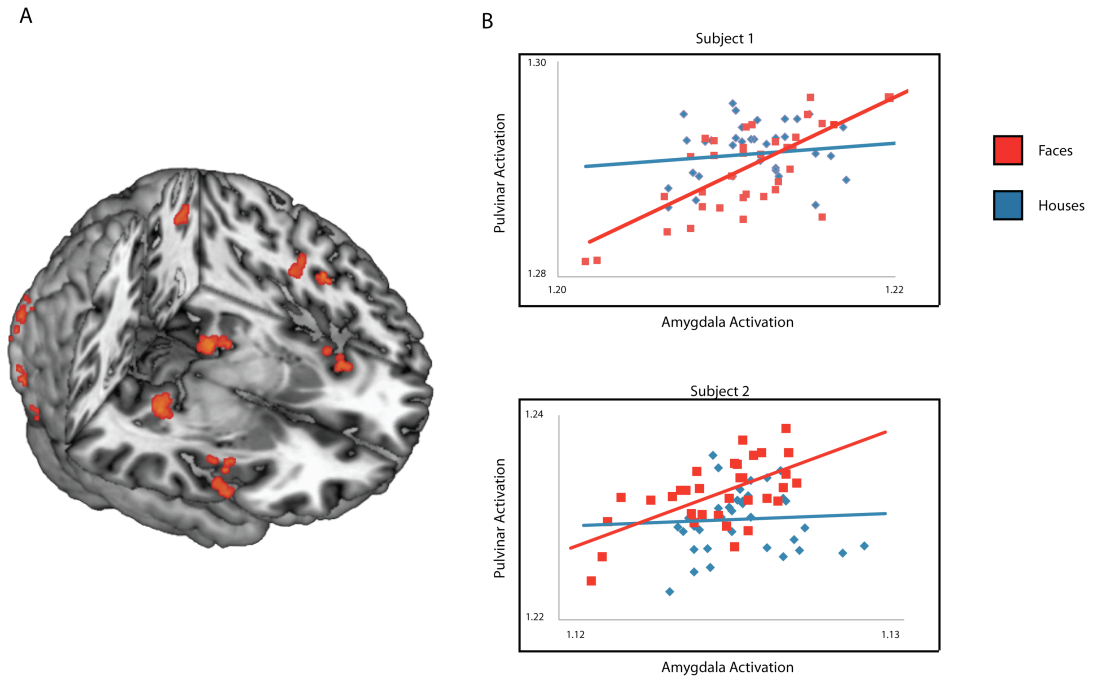 A
B
Subject 1
1.30
Pulvinar Activation
1.28
1.20
1.22
Amygdala Activation
Faces
Houses
Subject 2
1.24
Pulvinar Activation
1.22
1.12
1.13
Amygdala Activation